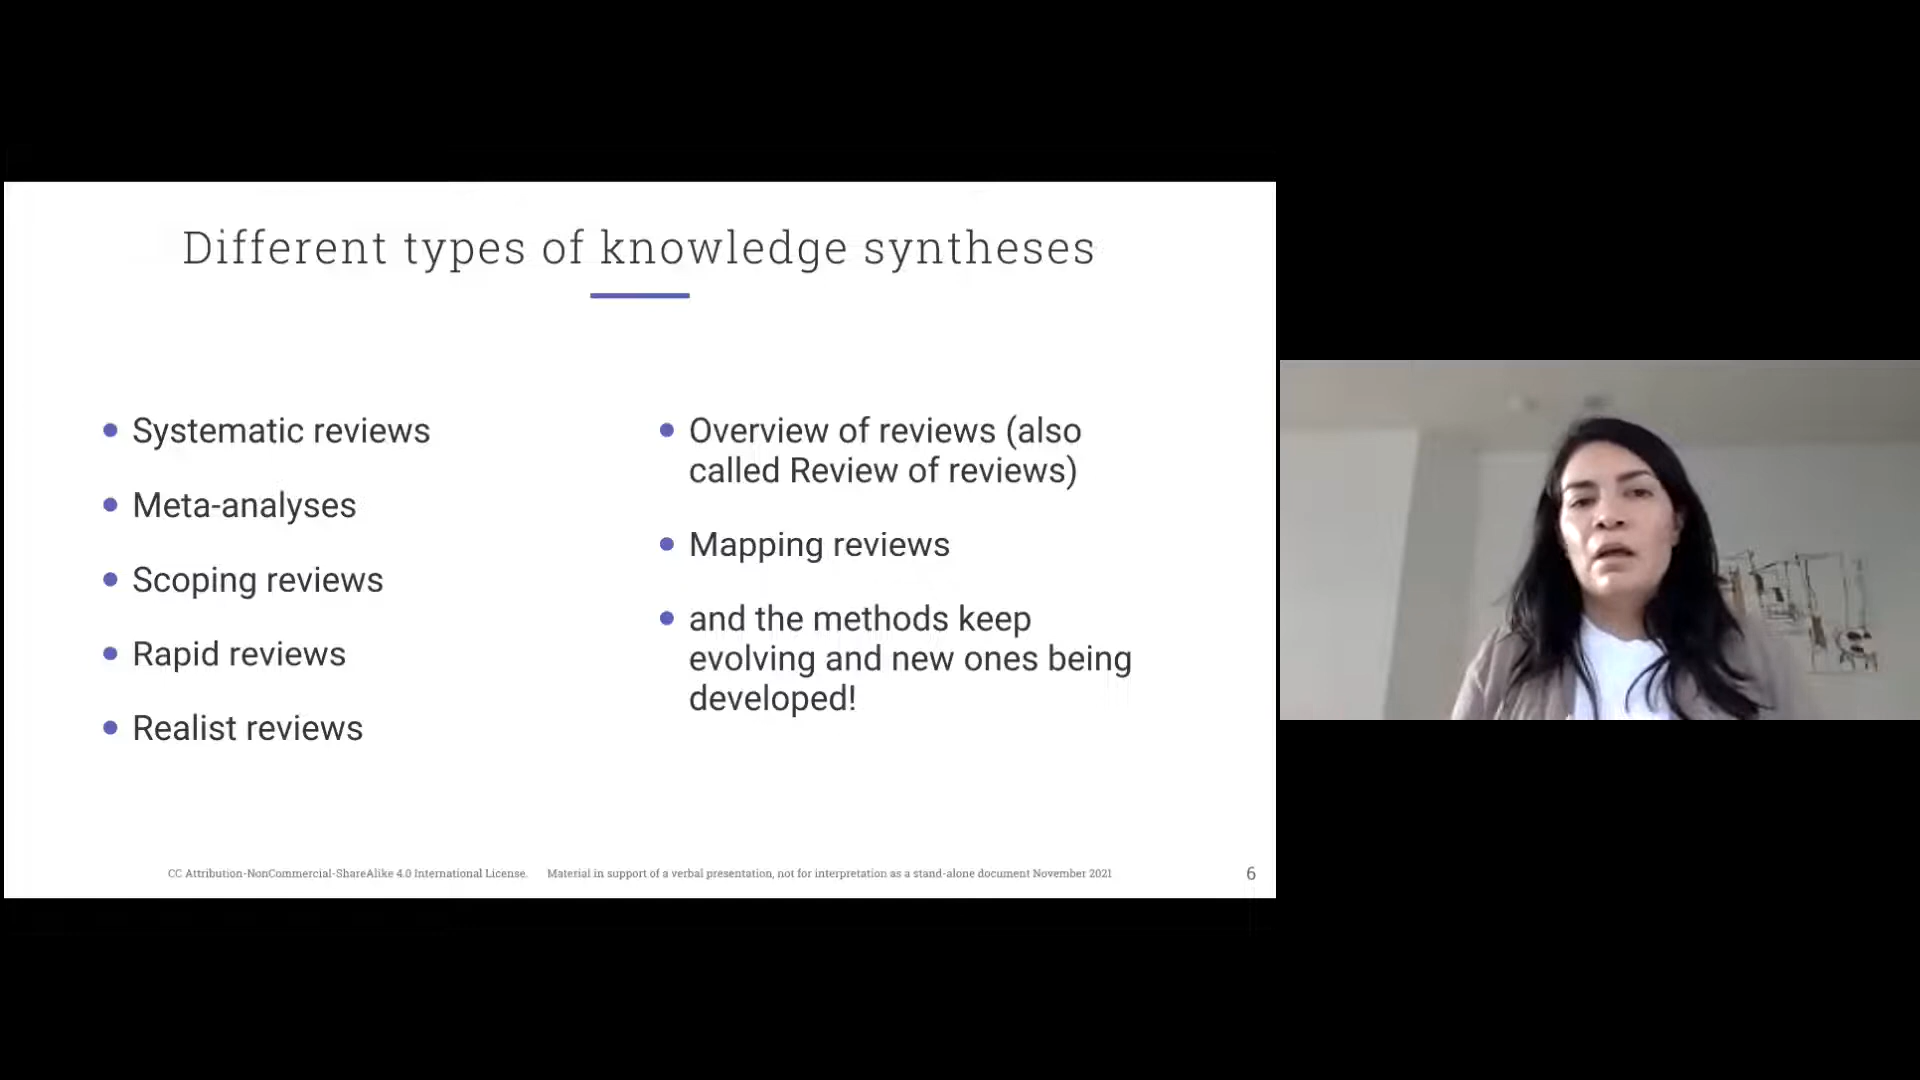 Different types of knowledge syntheses
Systematic reviews
Meta-analyses
Scoping reviews
Rapid reviews
Realist reviews
Overview of reviews (also
called Review of reviews)
Mapping reviews
and the methods keep
evolving and new ones being
developed!
CC Attribution-NonCommercial-ShareAlike 4.0 International License. Material in support of a verbal presentation, not for interpretation as a stand-alone document November 2021
6